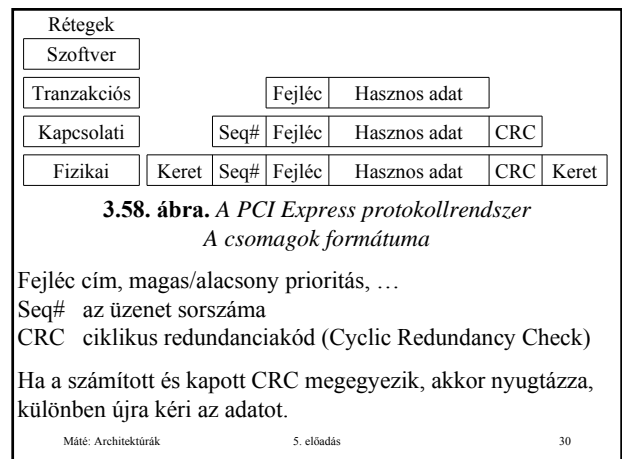 Rétegek
Szoftver
Tranzakciós Fejléc Hasznos adat
Kapcsolati Seq# Fejléc Hasznos adat CRC
Fizikai Keret Seq# Fejléc Hasznos adat CRC Keret
3.58. ábra. A PCI Express protokollrendszer
A csomagok formátuma
Fejléc cím, magas/alacsony prioritás, …
Seq# az üzenet sorszáma
CRC ciklikus redundanciakód (Cyclic Redundancy Check)
Ha a számított és kapott CRC megegyezik, akkor nyugtázza,
különben újra kéri az adatot.
Máté: Architektúrák 5. előadás 30